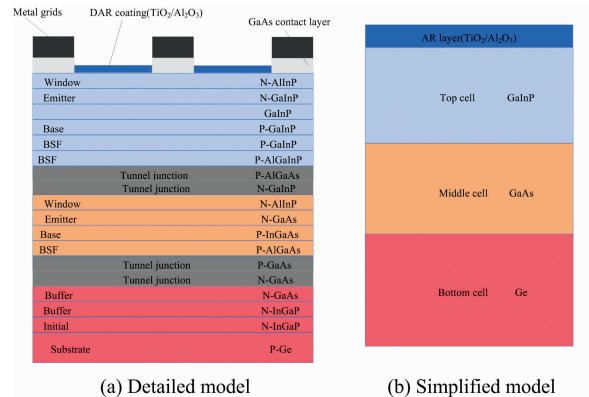 Metal grids
DAR coating(TiO₂/Al₂O₃)
GaAs contact layer
Window N-AlInP
Emitter N-GaInP
GaInP
Base P-GaInP
BSF P-GaInP
BSF P-AlGaInP
Tunnel junction P-AlGaAs
Tunnel junction N-GaInP
Window N-AlInP
Emitter N-GaAs
Base P-InGaAs
BSF P-AlGaAs
Tunnel junction P-GaAs
Tunnel junction N-GaAs
Buffer N-GaAs
Buffer N-InGaP
Initial N-InGaP
Substrate P-Ge
(a) Detailed model
AR layer(TiO₂/Al₂O₃)
Top cell GaInP
Middle cell GaAs
Bottom cell Ge
(b) Simplified model